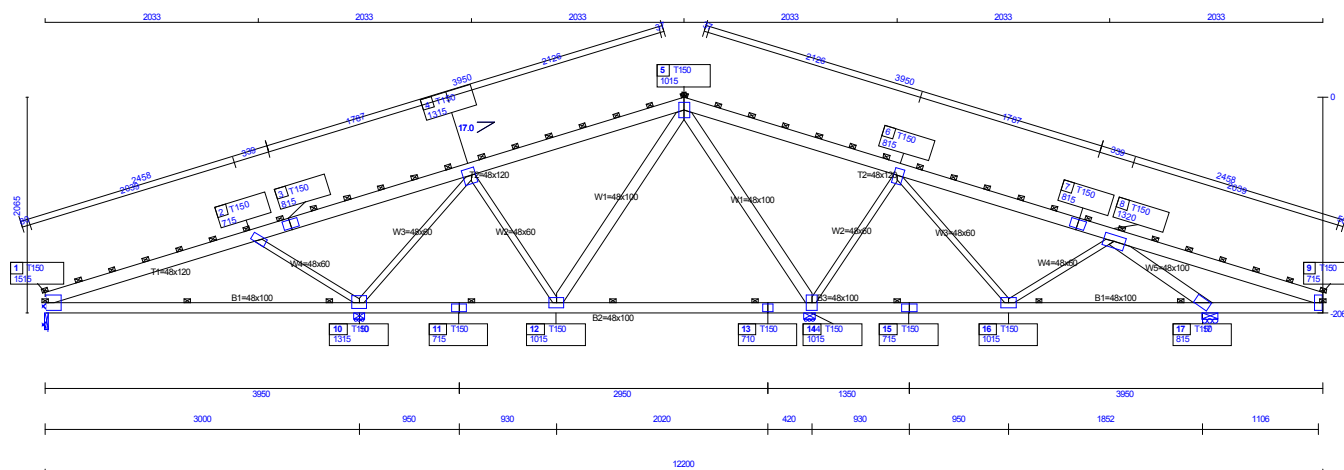 2033 2033 2033 2033 2033 2033
2126
3950
1787
339
2458
2039
2126
3950
1787
339
2458
2039
2065
0
17.0
5 T150
1015
4 T150
1315
6 T150
815
3 T150
815
2 T150
715
7 T150
815
8 T150
1320
1 T150
1515
9 T150
715
T1=48x120
T2=48x120
T2=48x120
W1=48x100
W1=48x100
W2=48x60
W2=48x60
W3=48x60
W3=48x60
W4=48x60
W4=48x60
W5=48x100
B1=48x100
B2=48x100
B3=48x100
B1=48x100
10 T150
1315
11 T150
715
12 T150
1015
13 T150
710
14 T150
1015
15 T150
715
16 T150
1015
17 T150
815
3950 2950 1350 3950
3000 950 930 2020 420 930 950 1852 1106
12200